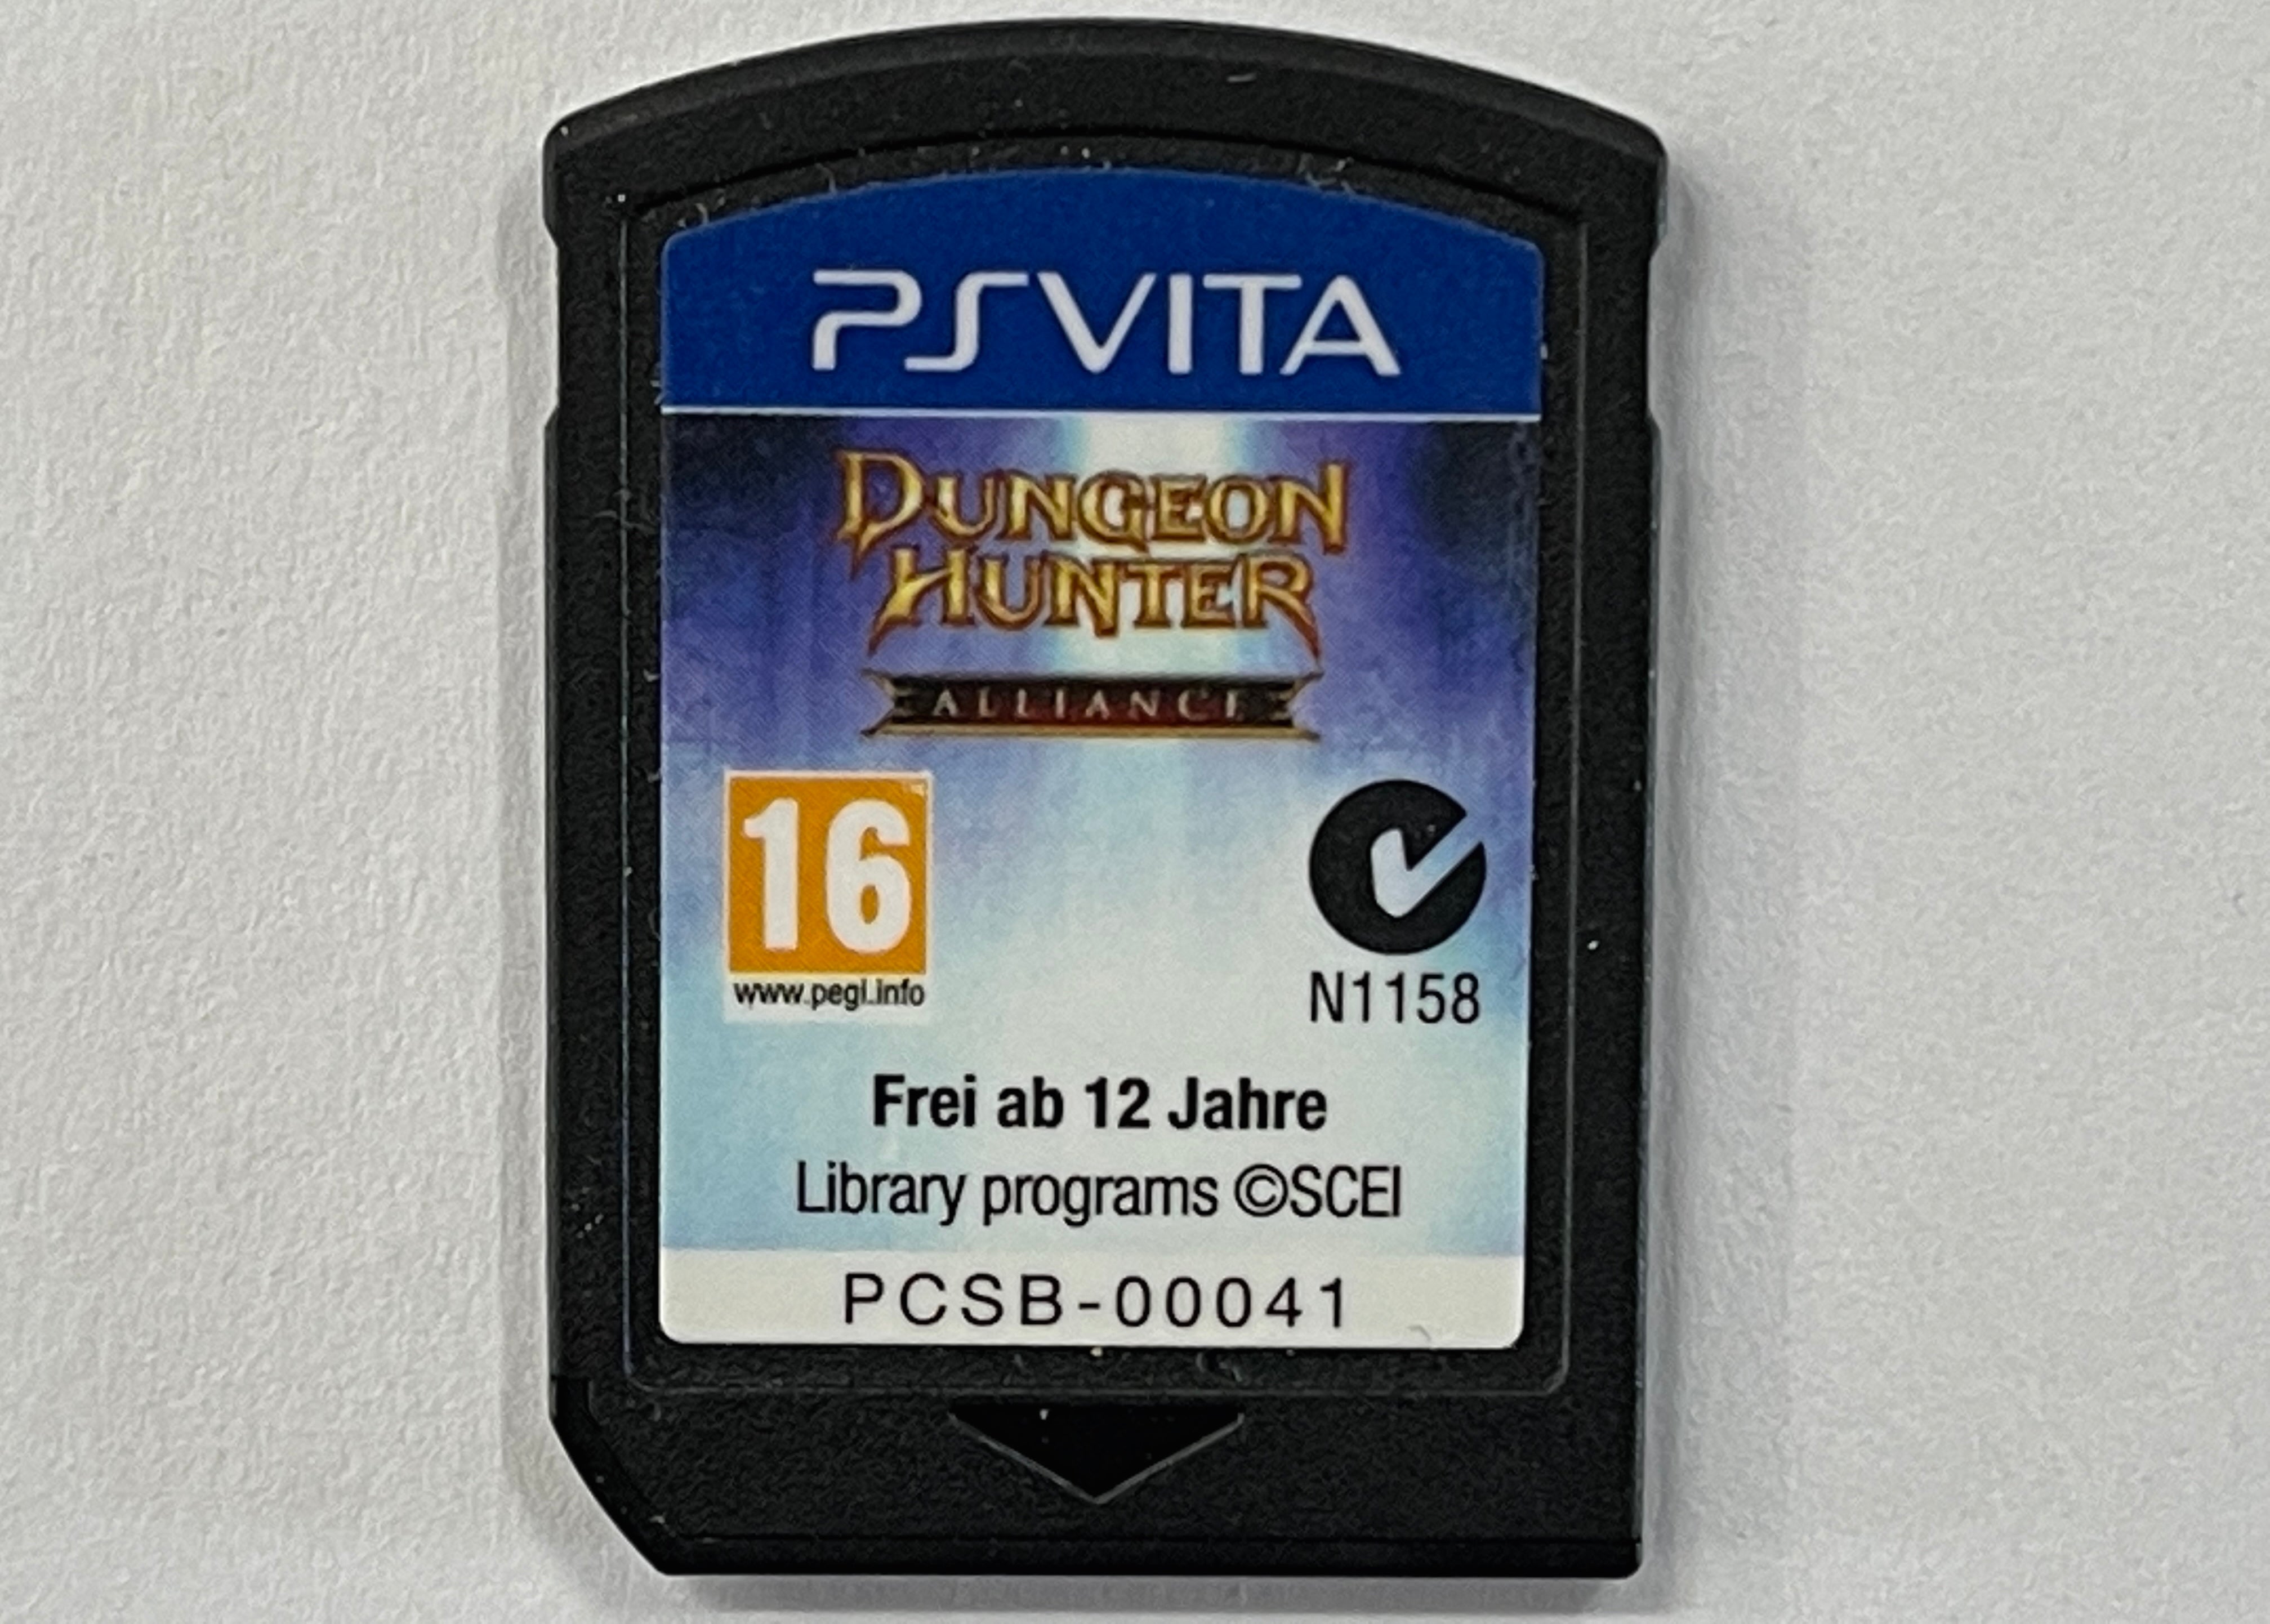 PSVITA
DUNGEON
HUNTER
ALLIANCE
16
www.pegi.info
N1158
Frei ab 12 Jahre
Library programs ©SCEI
PCSB-00041